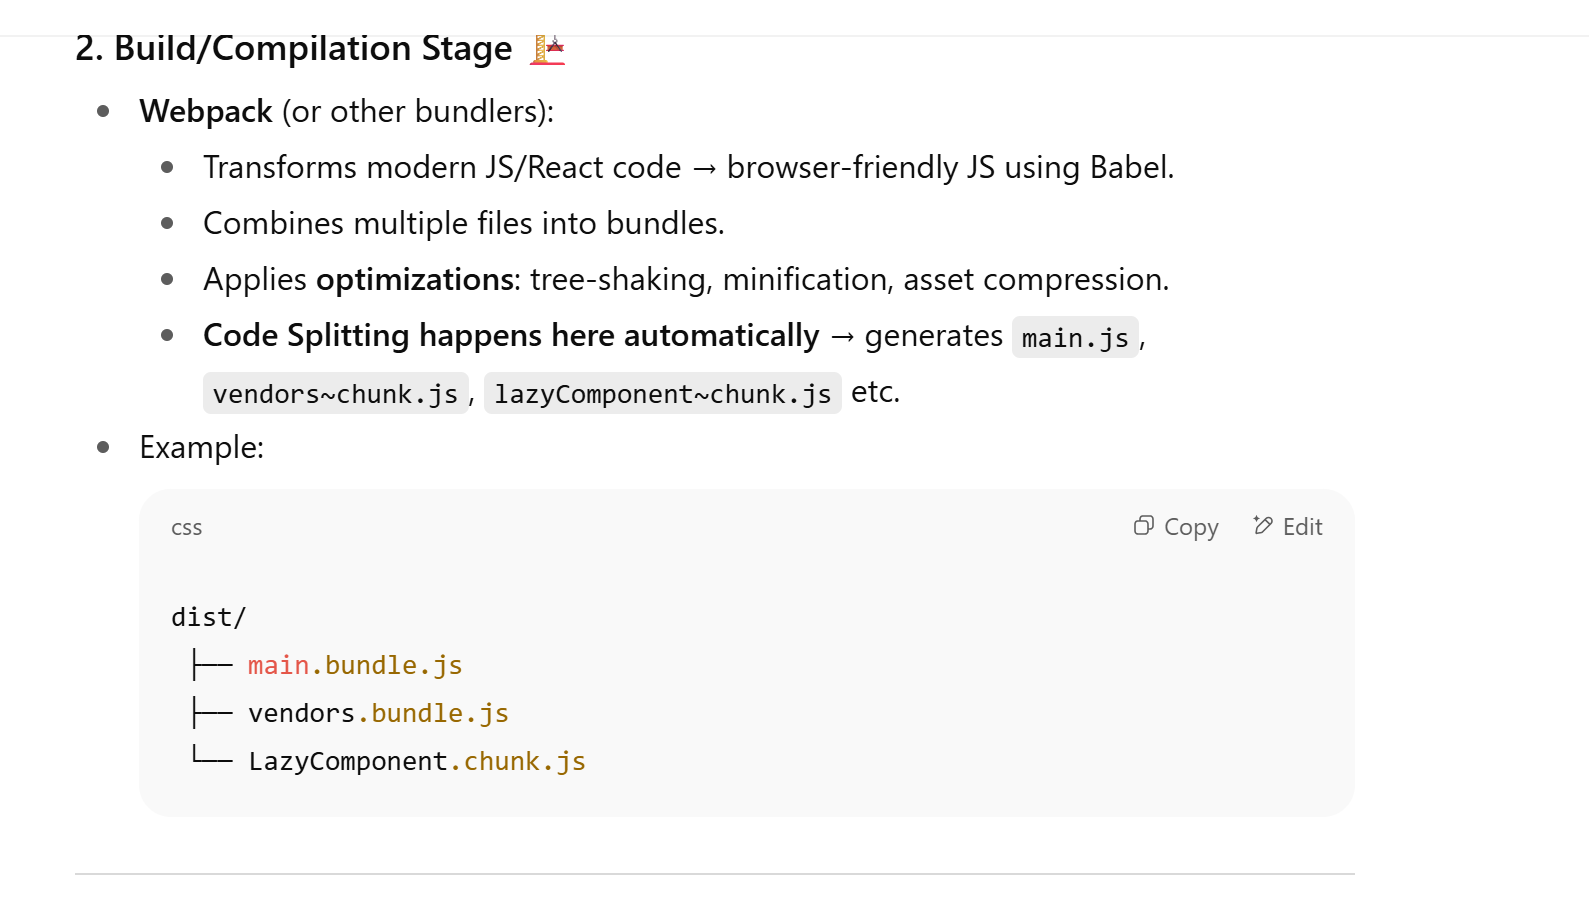 2. Build/Compilation Stage 🏗️
Webpack (or other bundlers):
Transforms modern JS/React code → browser-friendly JS using Babel.
Combines multiple files into bundles.
Applies optimizations: tree-shaking, minification, asset compression.
Code Splitting happens here automatically → generates main.js,
vendors~chunk.js, lazyComponent~chunk.js etc.
Example:
css Copy Edit
dist/
├── main.bundle.js
├── vendors.bundle.js
└── LazyComponent.chunk.js